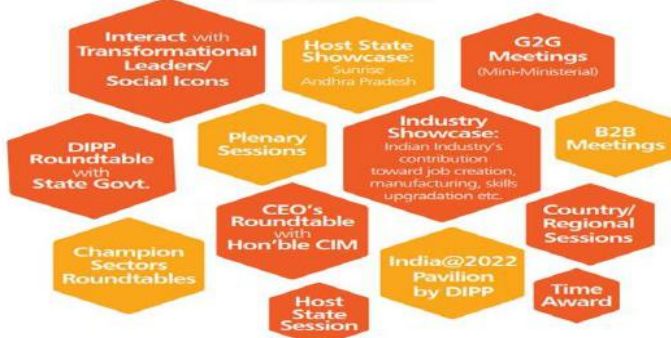 Interact with
Transformational
Leaders/
Social Icons
Host State
Showcase:
Sunrise
Andhra Pradesh
G2G
Meetings
(Mini-Ministerial)
DIPP
Roundtable
with
State Govt.
Plenary
Sessions
Industry
Showcase:
Indian Industry's
contribution
toward job creation,
manufacturing, skills
upgradation etc.
B2B
Meetings
CEO's
Roundtable
with
Hon'ble CIM
Country/
Regional
Sessions
Champion
Sectors
Roundtables
India@2022
Pavilion
by DIPP
Time
Award
Host
State
Session